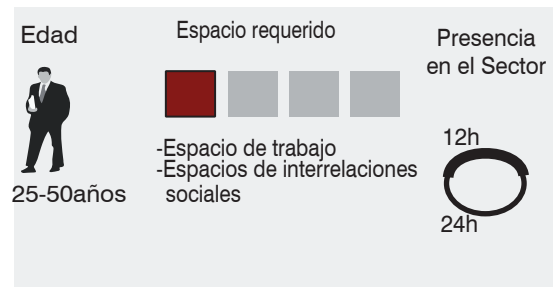 Edad
25-50años
Espacio requerido
-Espacio de trabajo
-Espacios de interrelaciones
sociales
Presencia
en el Sector
12h
24h